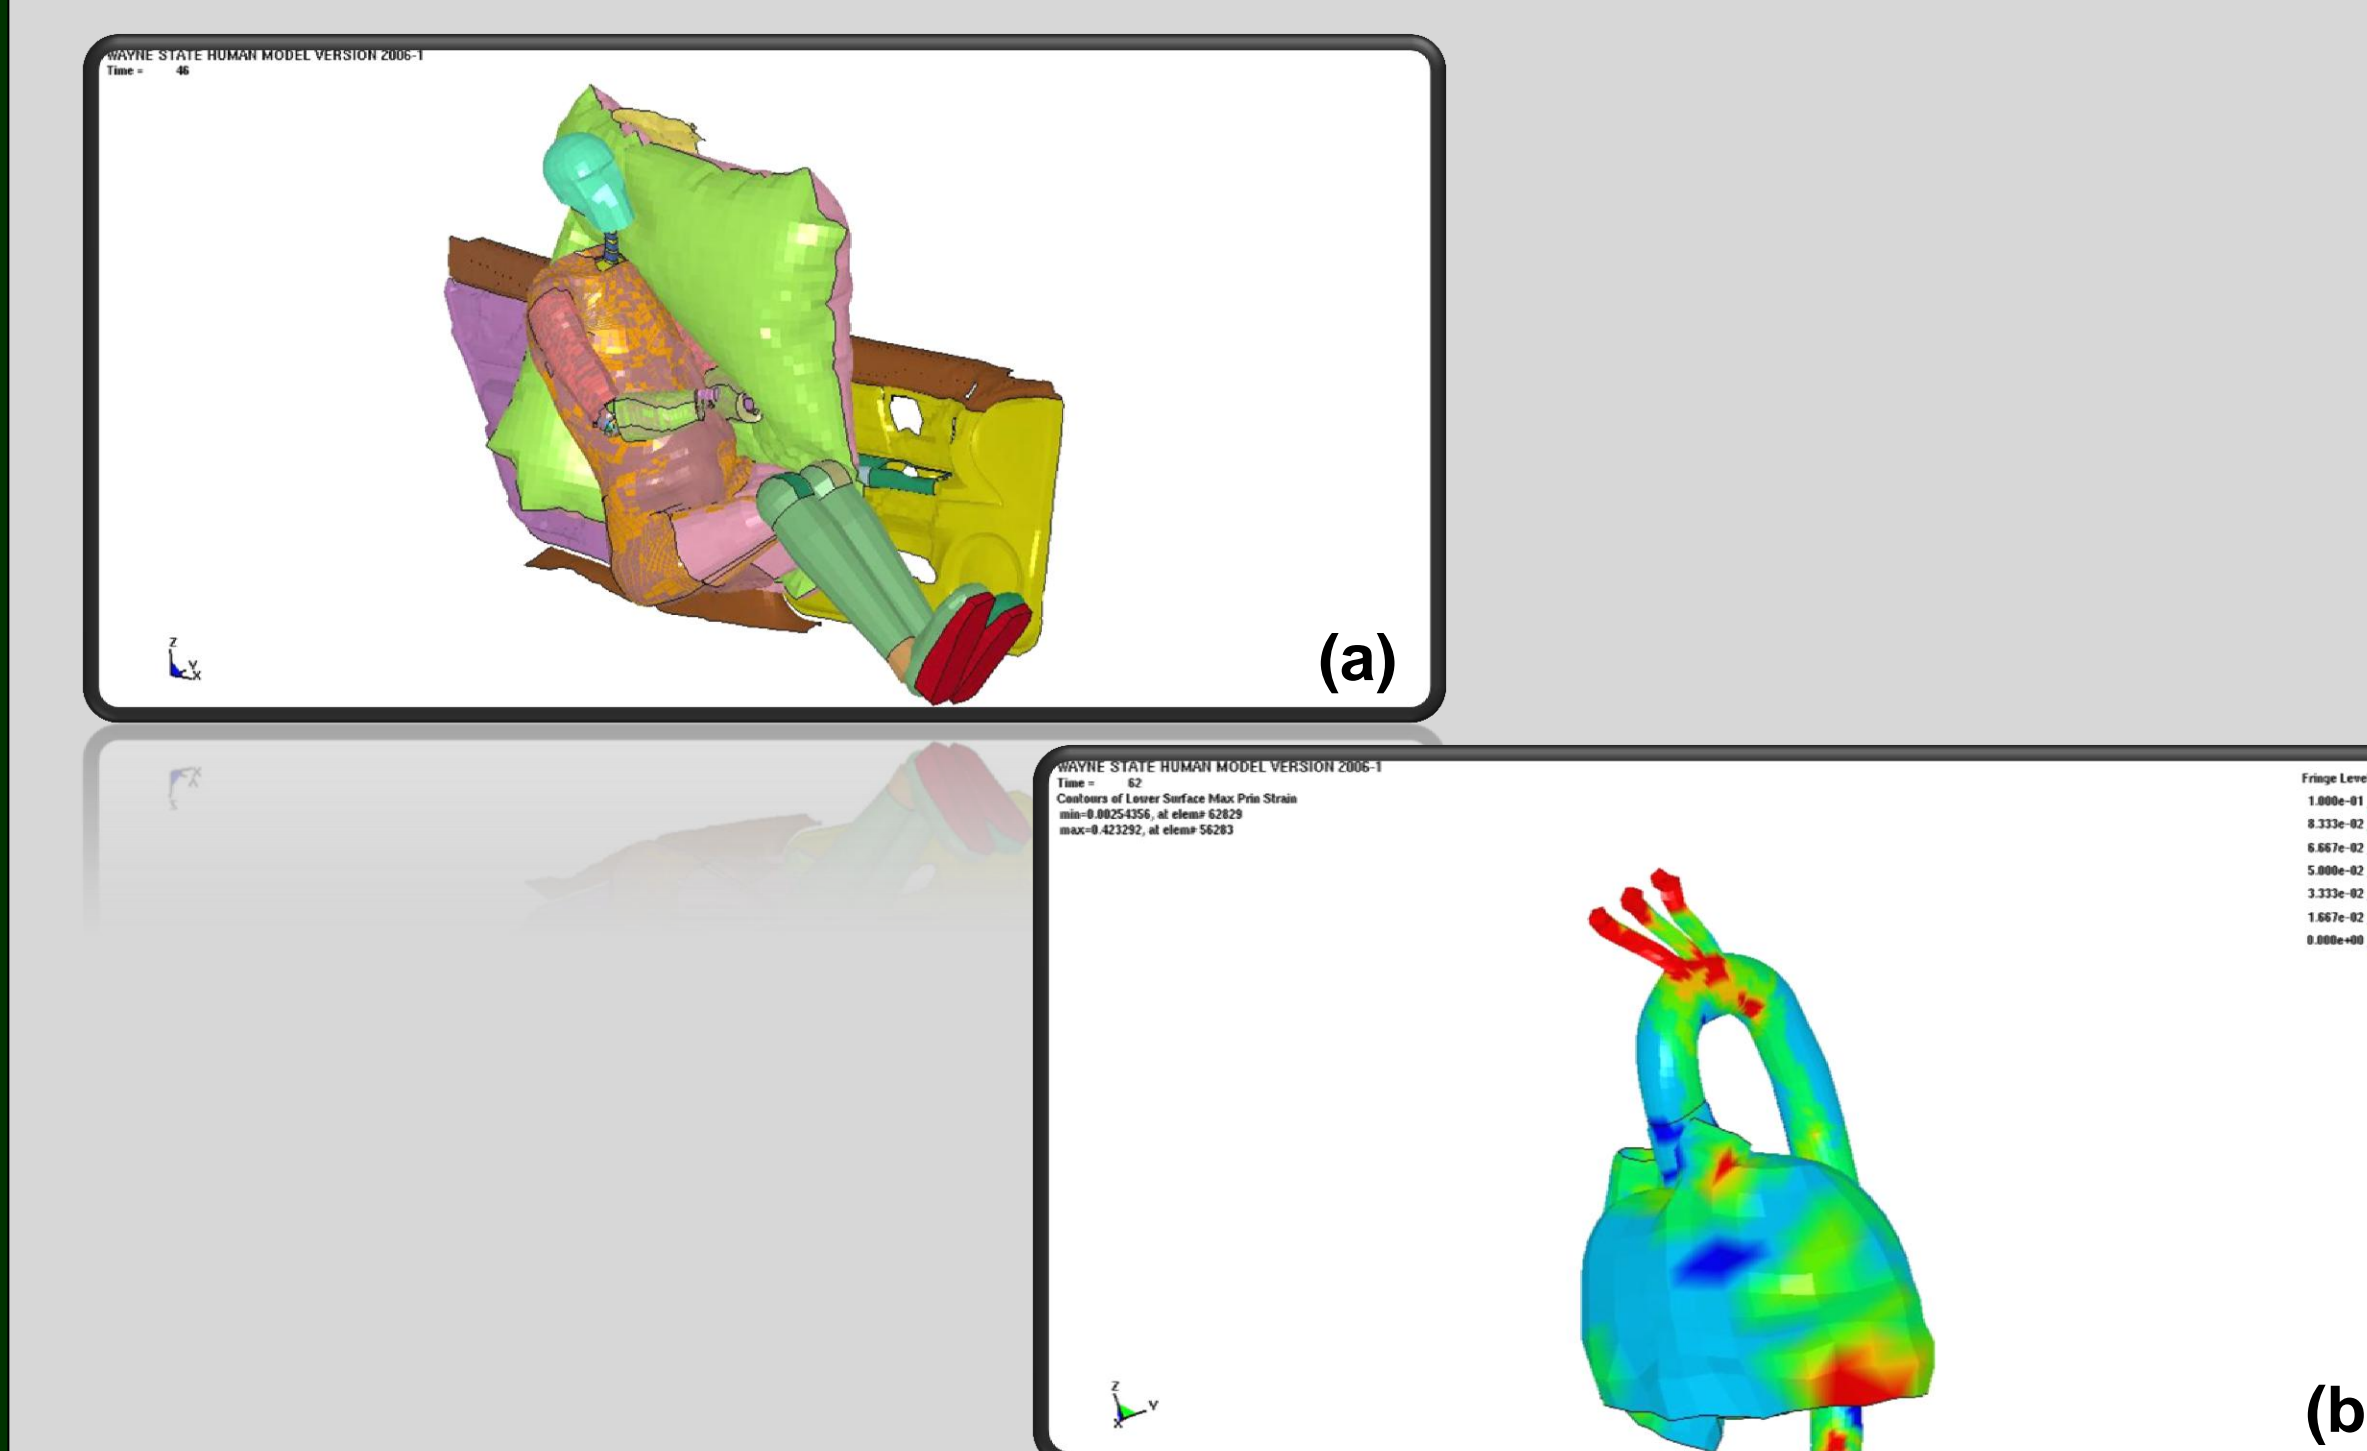 WAYNE STATE HUMAN MODEL VERSION 2006-1
Time = 46
Z
Y
X
(a)
WAYNE STATE HUMAN MODEL VERSION 2006-1
Time = 62
Contours of Lower Surface Max Prin Strain
min=0.00254356, at elem# 62829
max=0.423292, at elem# 56283
Fringe Leve
1.000e-01
8.333e-02
6.667e-02
5.000e-02
3.333e-02
1.667e-02
0.000e+00
Z
Y
X
(b